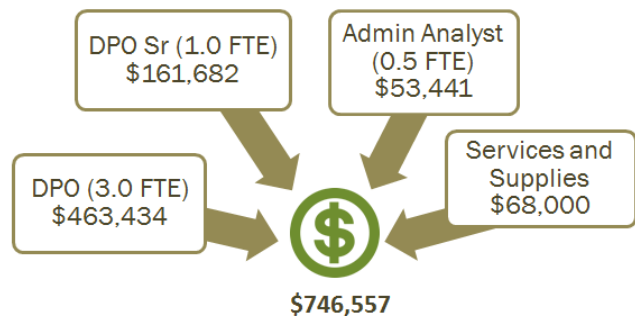 DPO Sr (1.0 FTE)
$161,682
Admin Analyst
(0.5 FTE)
$53,441
DPO (3.0 FTE)
$463,434
Services and
Supplies
$68,000
$
$746,557